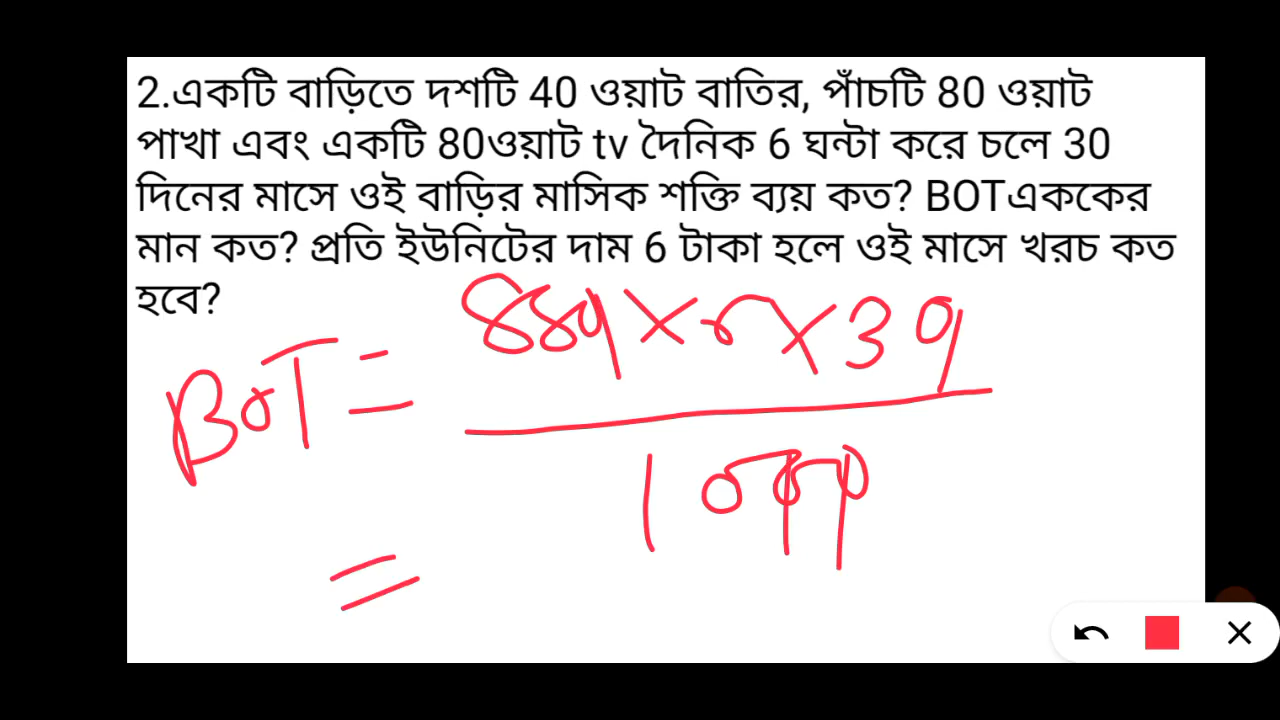 2.একটি বাড়িতে দশটি 40 ওয়াট বাতির, পাঁচটি 80 ওয়াট
পাখা এবং একটি 80ওয়াট tv দৈনিক 6 ঘন্টা করে চলে 30
দিনের মাসে ওই বাড়ির মাসিক শক্তি ব্যয় কত? BOTএককের
মান কত? প্রতি ইউনিটের দাম 6 টাকা হলে ওই মাসে খরচ কত
হবে?
BOT = 880 × 6 × 30
1000
=